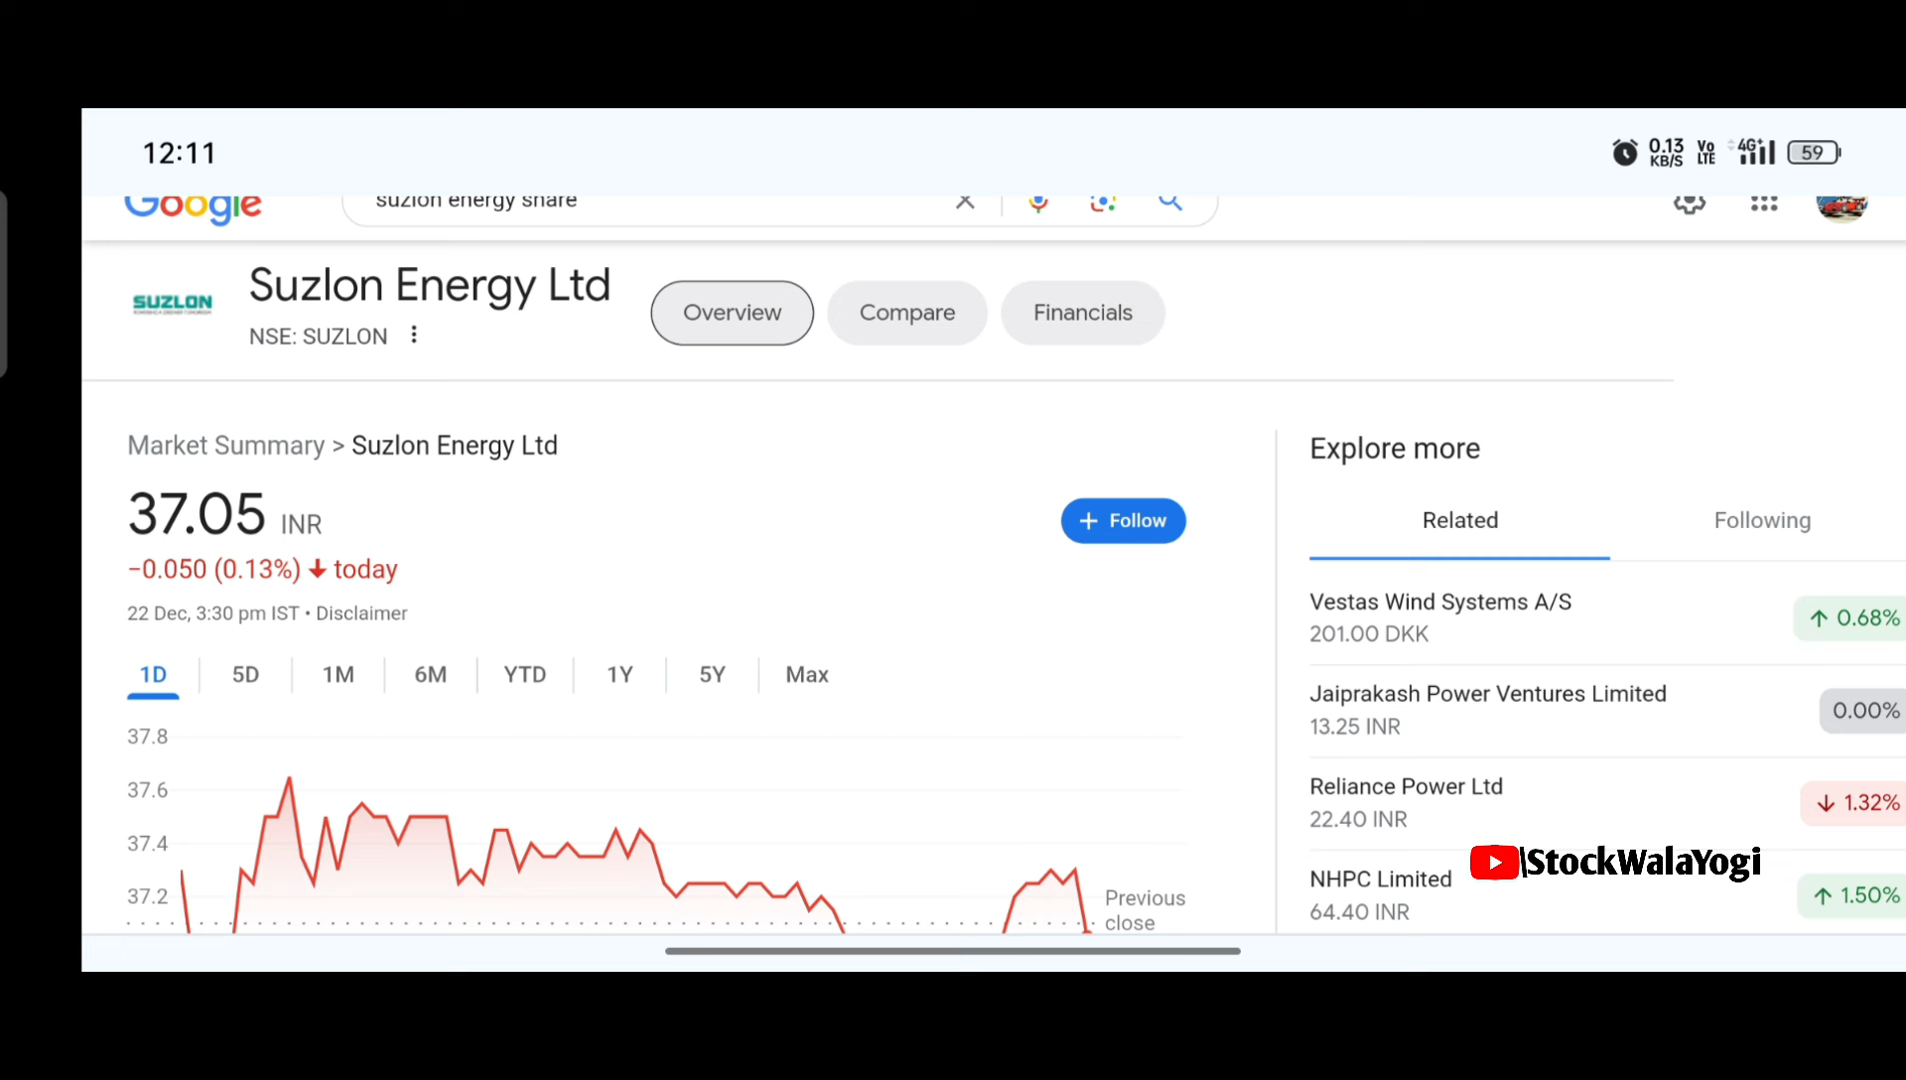 12:11
0.13 KB/S Vo LTE 4G+ 59
Google
suzlon energy share
SUZLON
Suzlon Energy Ltd
NSE: SUZLON
Overview
Compare
Financials
Market Summary > Suzlon Energy Ltd
37.05 INR
+ Follow
−0.050 (0.13%) ↓ today
22 Dec, 3:30 pm IST • Disclaimer
1D 5D 1M 6M YTD 1Y 5Y Max
37.8
37.6
37.4
37.2
Previous
close
Explore more
Related
Following
Vestas Wind Systems A/S
201.00 DKK
↑ 0.68%
Jaiprakash Power Ventures Limited
13.25 INR
0.00%
Reliance Power Ltd
22.40 INR
↓ 1.32%
NHPC Limited
64.40 INR
↑ 1.50%
\StockWalaYogi